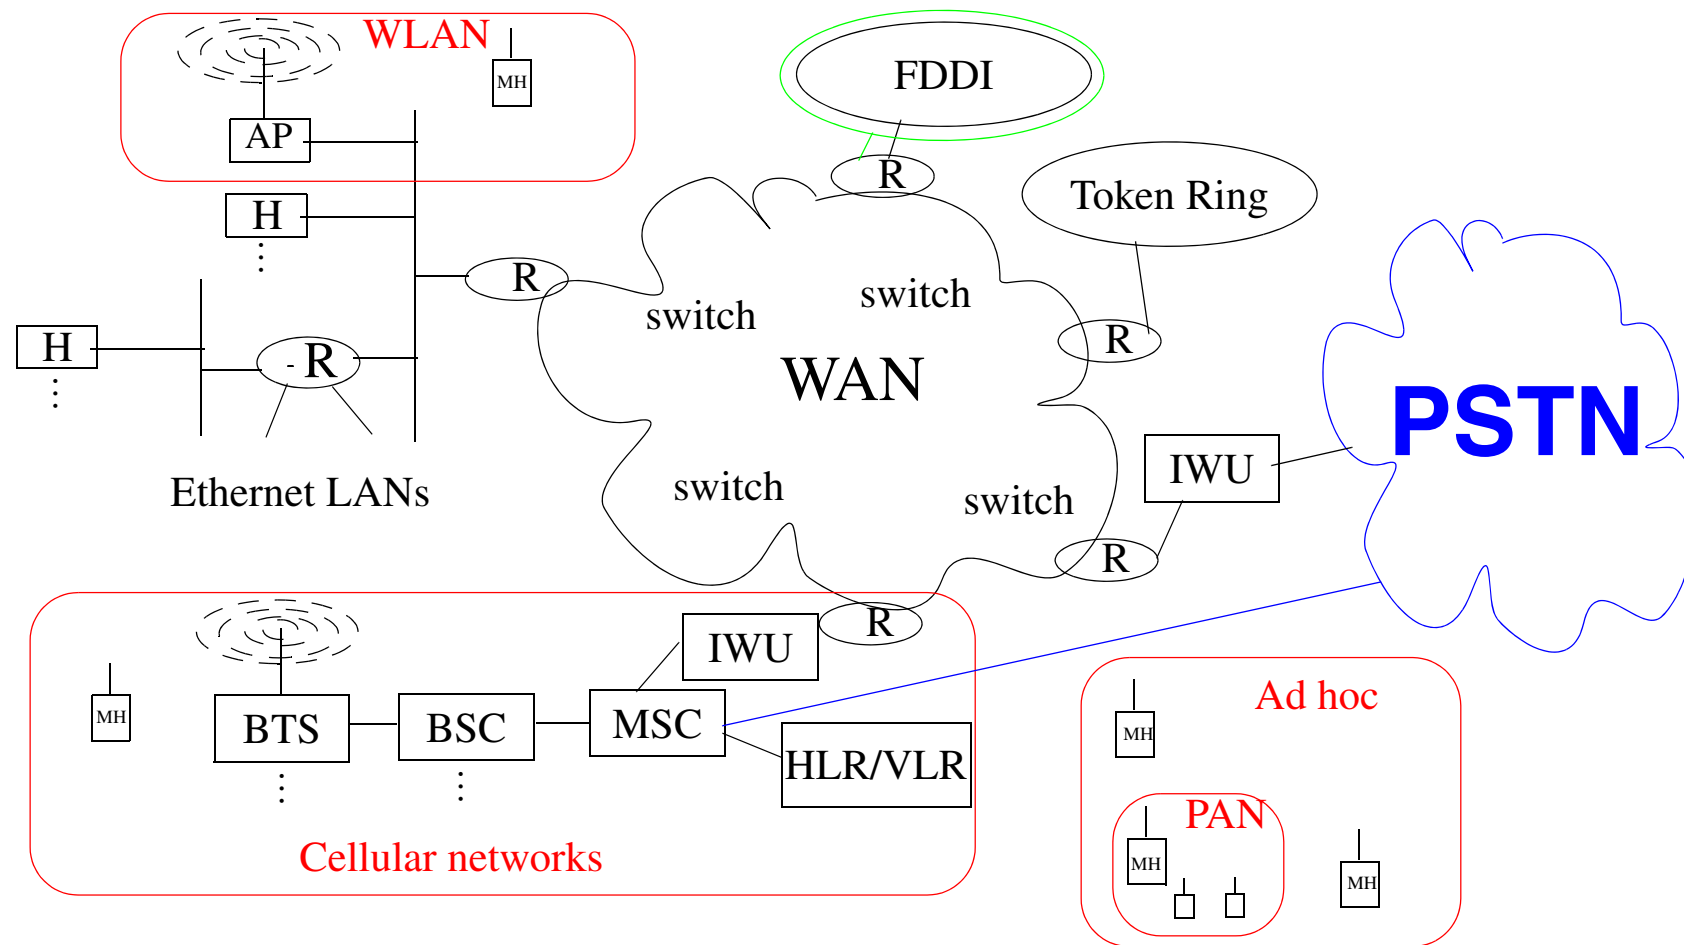 WLAN
MH
AP
FDDI
R
Token Ring
H
⋮
R
switch
switch
R
H
⋮
- R
WAN
PSTN
Ethernet LANs
switch
switch
IWU
R
R
IWU
MH
BTS
BSC
MSC
HLR/VLR
⋮
⋮
Cellular networks
Ad hoc
MH
PAN
MH
MH